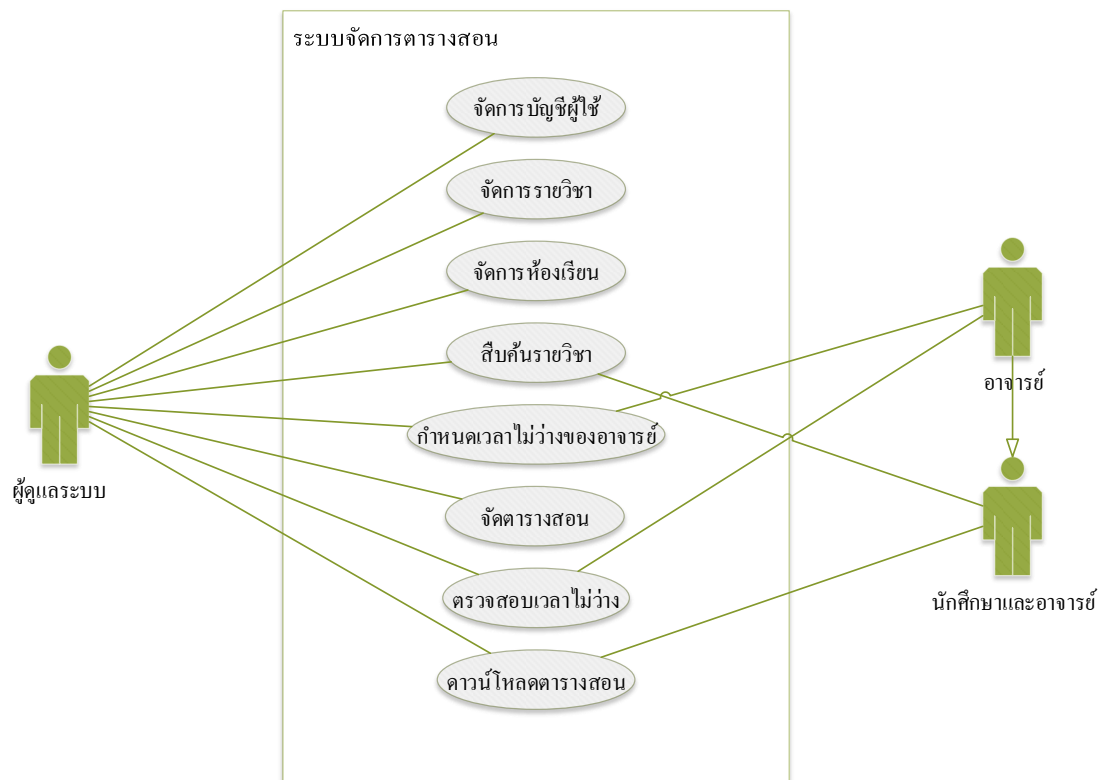 ระบบจัดการตารางสอน
จัดการบัญชีผู้ใช้
จัดการรายวิชา
จัดการห้องเรียน
สืบค้นรายวิชา
อาจารย์
กำหนดเวลาไม่ว่างของอาจารย์
ผู้ดูแลระบบ
จัดตารางสอน
ตรวจสอบเวลาไม่ว่าง
นักศึกษาและอาจารย์
ดาวน์โหลดตารางสอน